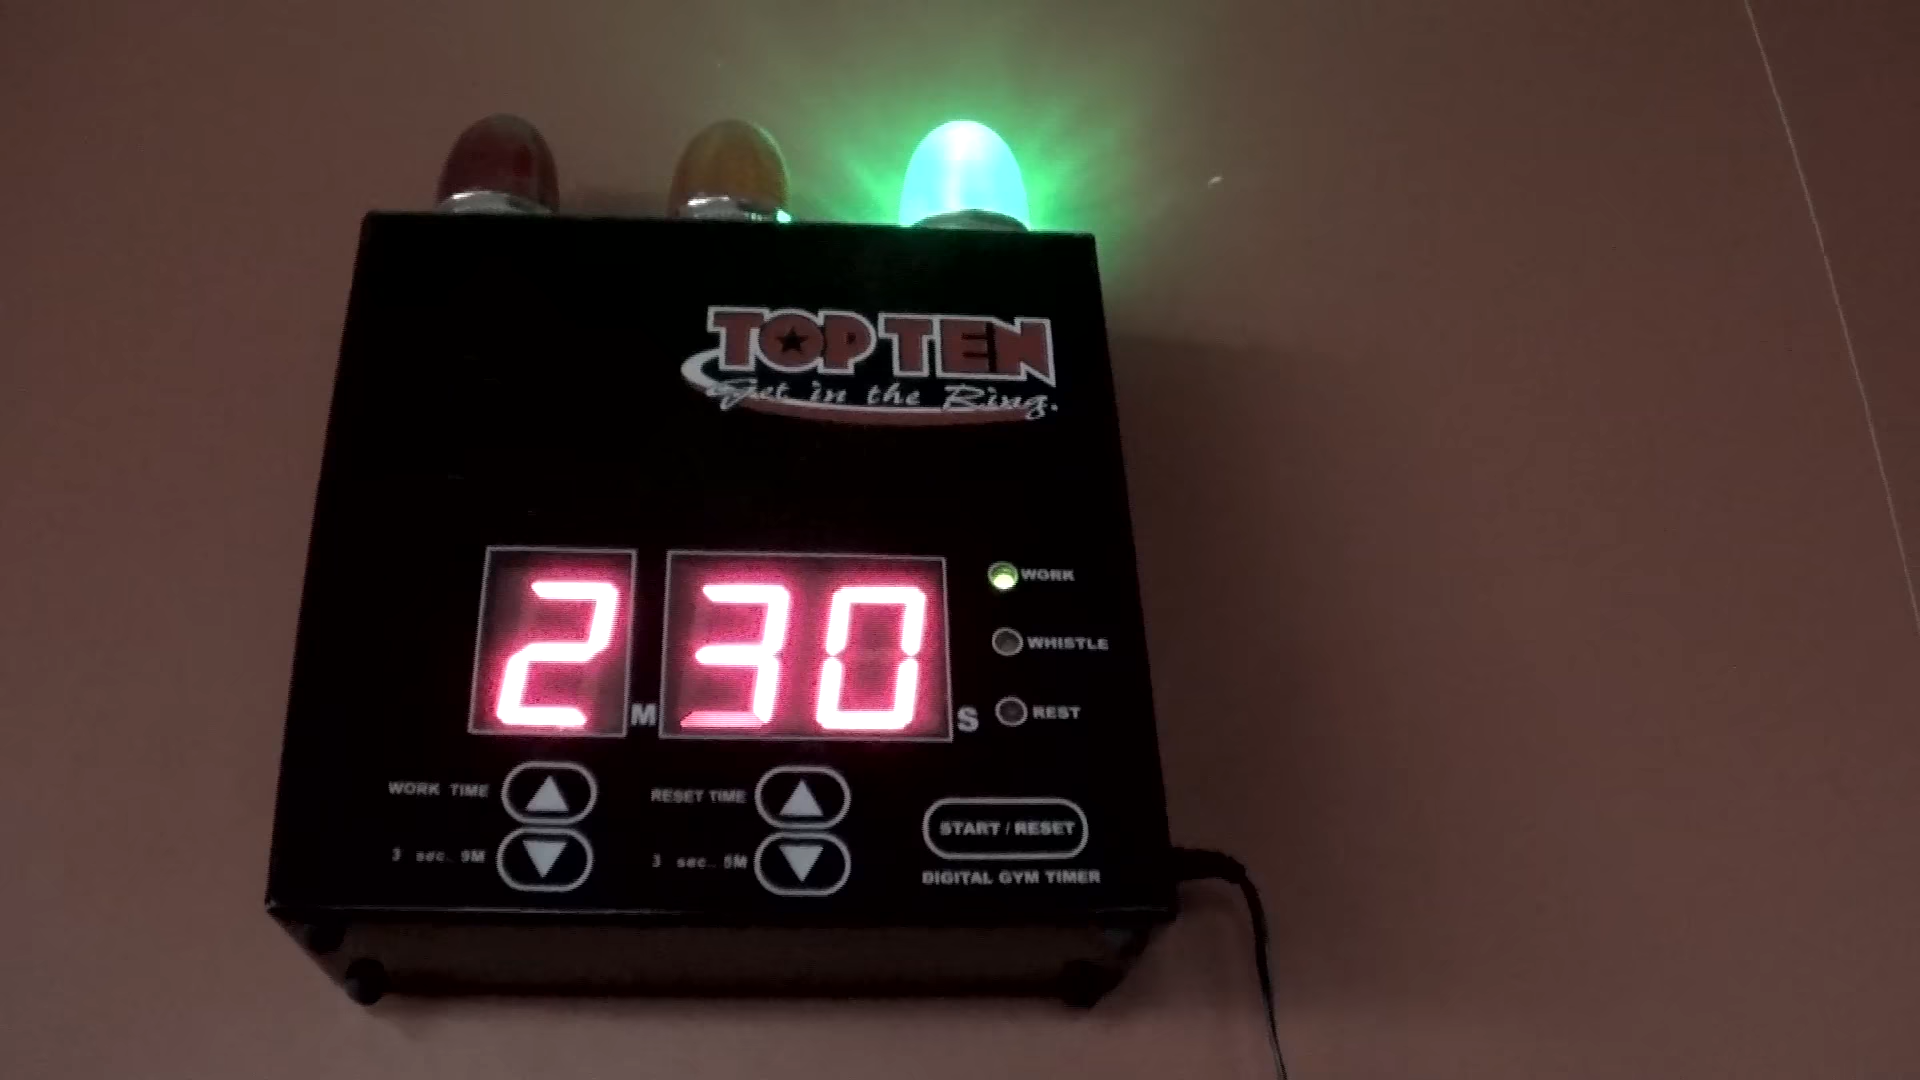 TOP TEN
Get in the Ring.
2 M 30 S
WORK
WHISTLE
REST
WORK TIME
3 sec.. 9M
RESET TIME
3 sec.. 5M
START / RESET
DIGITAL GYM TIMER